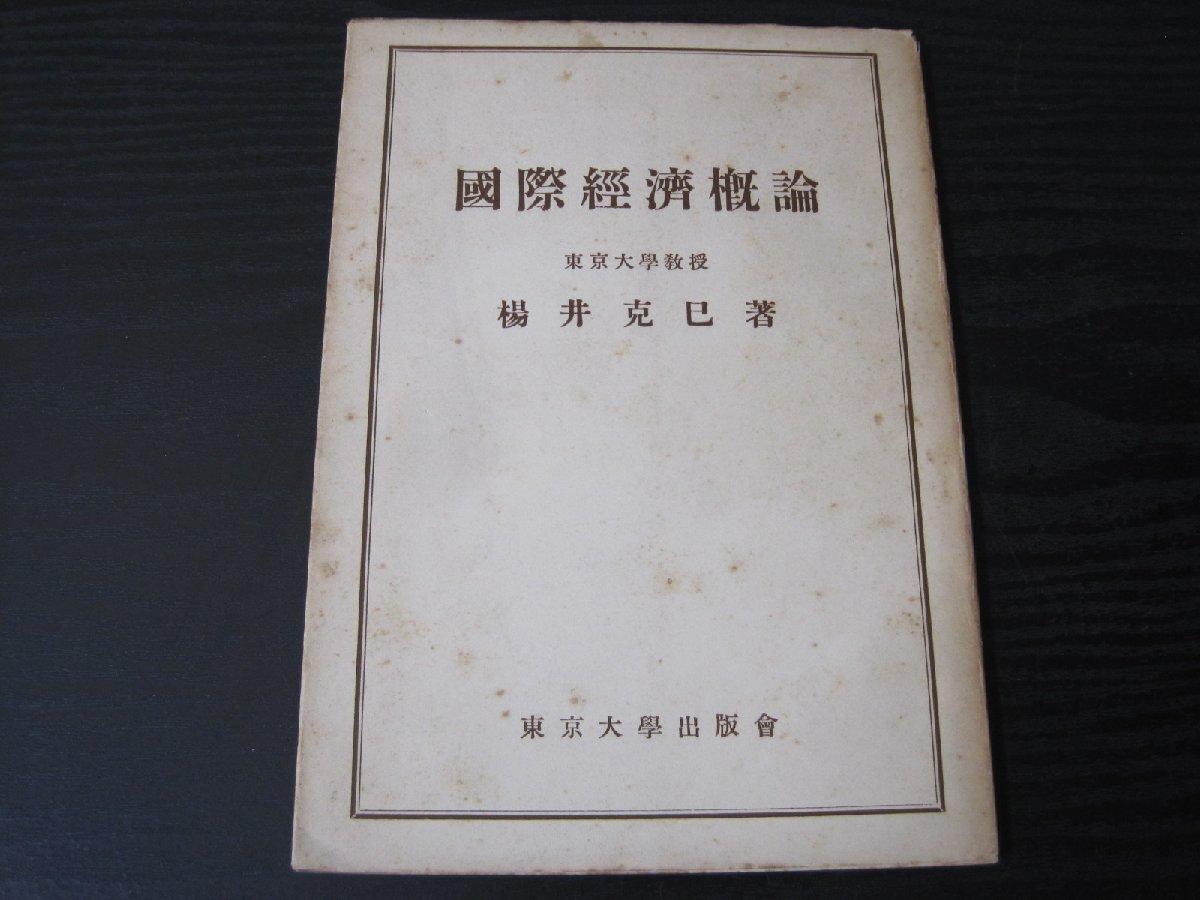 國際經濟概論
東京大學教授
楊井克巳著
東京大學出版會